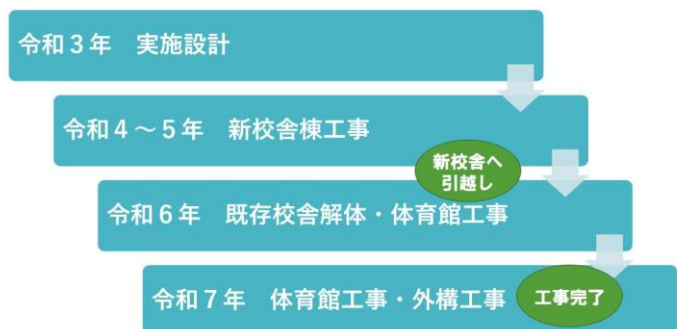 令和３年　実施設計
令和４～５年　新校舎棟工事
新校舎へ
引越し
令和６年　既存校舎解体・体育館工事
令和７年　体育館工事・外構工事
工事完了